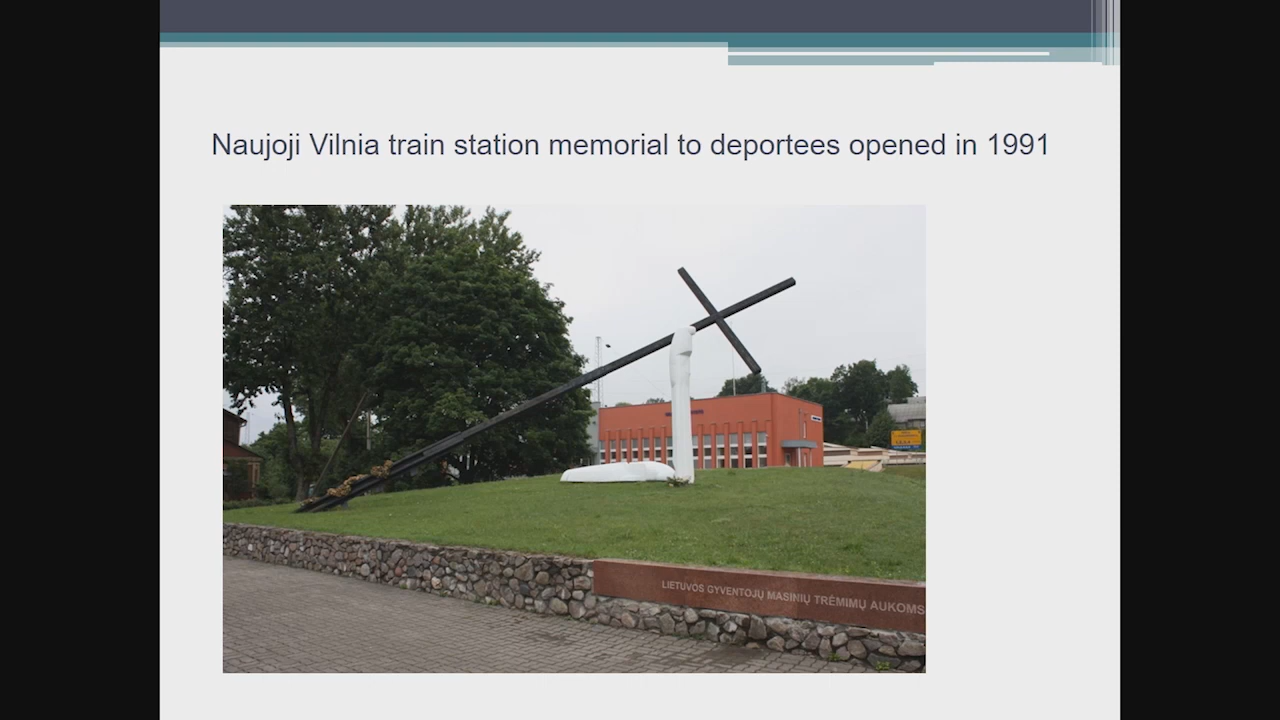 Naujoji Vilnia train station memorial to deportees opened in 1991
LIETUVOS GYVENTOJŲ MASINIŲ TRĖMIMŲ AUKOMS